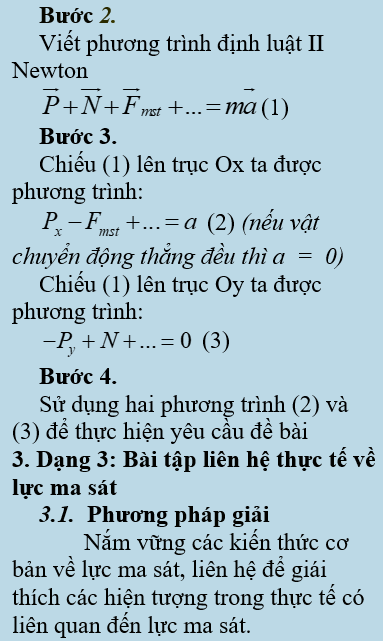 Bước 2.
Viết phương trình định luật II
Newton
$\vec{P}+\vec{N}+\vec{F}_{mst}+...=m\vec{a}$ (1)
Bước 3.
Chiếu (1) lên trục Ox ta được
phương trình:
$P_x-F_{mst}+...=a$ (2) (nếu vật
chuyển động thẳng đều thì a = 0)
Chiếu (1) lên trục Oy ta được
phương trình:
$-P_y+N+...=0$ (3)
Bước 4.
Sử dụng hai phương trình (2) và
(3) để thực hiện yêu cầu đề bài
3. Dạng 3: Bài tập liên hệ thực tế về
lực ma sát
3.1. Phương pháp giải
Nắm vững các kiến thức cơ
bản về lực ma sát, liên hệ để giái
thích các hiện tượng trong thực tế có
liên quan đến lực ma sát.